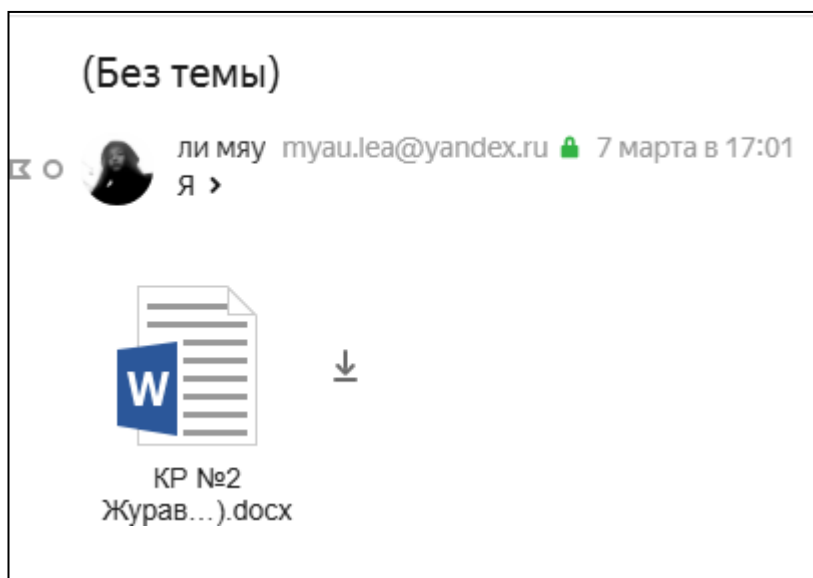 (Без темы)
ли мяу myau.lea@yandex.ru 7 марта в 17:01
Я >
W
КР №2
Журав...).docx